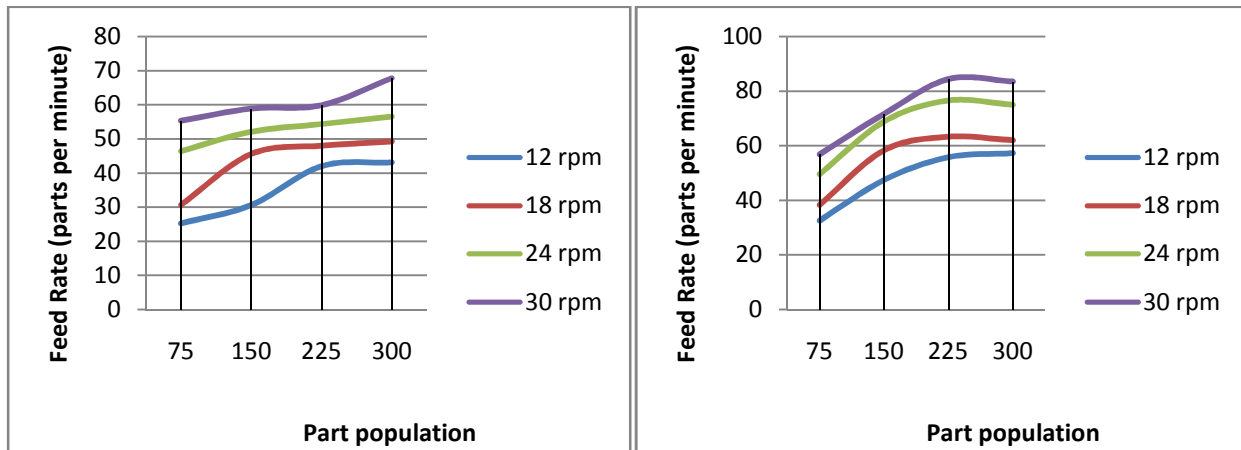 Feed Rate (parts per minute)
80
70
60
50
40
30
20
10
0
75 150 225 300
Part population
12 rpm
18 rpm
24 rpm
30 rpm
Feed Rate (parts per minute)
100
80
60
40
20
0
75 150 225 300
Part population
12 rpm
18 rpm
24 rpm
30 rpm